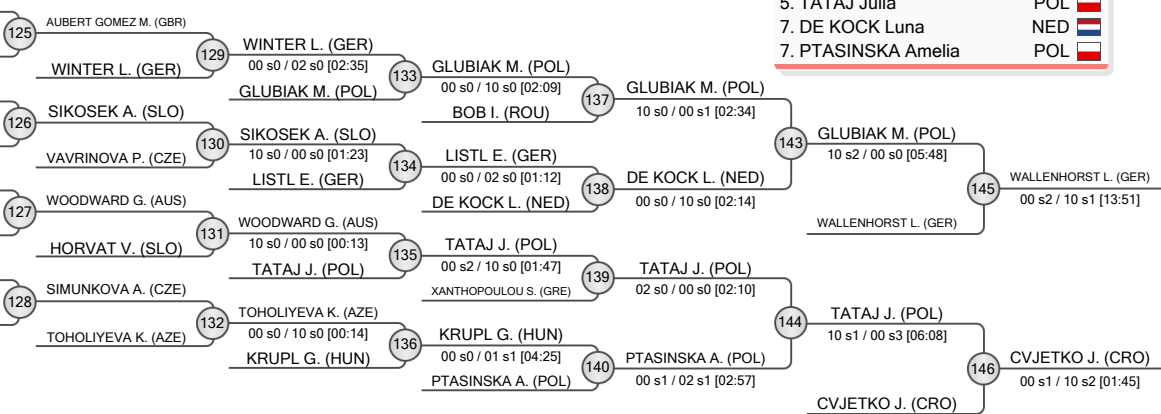 5. TATAJ Julia POL
7. DE KOCK Luna NED
7. PTASINSKA Amelia POL
125
AUBERT GOMEZ M. (GBR)
WINTER L. (GER)
126
SIKOSEK A. (SLO)
VAVRINOVA P. (CZE)
127
WOODWARD G. (AUS)
HORVAT V. (SLO)
128
SIMUNKOVA A. (CZE)
TOHOLIYEVA K. (AZE)
129
WINTER L. (GER)
00 s0 / 02 s0 [02:35]
GLUBIAK M. (POL)
130
SIKOSEK A. (SLO)
10 s0 / 00 s0 [01:23]
LISTL E. (GER)
131
WOODWARD G. (AUS)
10 s0 / 00 s0 [00:13]
TATAJ J. (POL)
132
TOHOLIYEVA K. (AZE)
00 s0 / 10 s0 [00:14]
KRUPL G. (HUN)
133
GLUBIAK M. (POL)
00 s0 / 10 s0 [02:09]
BOB I. (ROU)
134
LISTL E. (GER)
00 s0 / 02 s0 [01:12]
DE KOCK L. (NED)
135
TATAJ J. (POL)
00 s2 / 10 s0 [01:47]
XANTHOPOULOU S. (GRE)
136
KRUPL G. (HUN)
00 s0 / 01 s1 [04:25]
PTASINSKA A. (POL)
137
GLUBIAK M. (POL)
10 s0 / 00 s1 [02:34]
138
DE KOCK L. (NED)
00 s0 / 10 s0 [02:14]
139
TATAJ J. (POL)
02 s0 / 00 s0 [02:10]
140
PTASINSKA A. (POL)
00 s1 / 02 s1 [02:57]
143
GLUBIAK M. (POL)
10 s2 / 00 s0 [05:48]
WALLENHORST L. (GER)
144
TATAJ J. (POL)
10 s1 / 00 s3 [06:08]
CVJETKO J. (CRO)
145
WALLENHORST L. (GER)
00 s2 / 10 s1 [13:51]
146
CVJETKO J. (CRO)
00 s1 / 10 s2 [01:45]